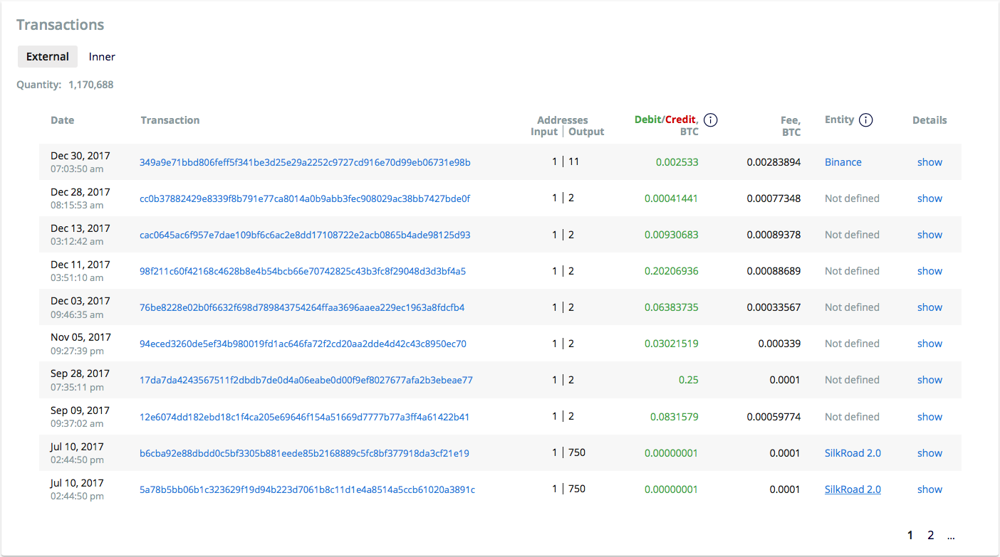 Transactions
External Inner
Quantity: 1,170,688
Date Transaction Addresses Debit/Credit, Fee, Entity Details
Input Output BTC BTC
Dec 30, 2017
07:03:50 am
349a9e71bbd806feff5f341be3d25e29a2252c9727cd916e70d99eb06731e98b 1 11 0.002533 0.00283894 Binance show
Dec 28, 2017
08:15:53 am
cc0b37882429e8339f8b791e77ca8014a0b9abb3fec908029ac38bb7427bde0f 1 2 0.00041441 0.00077348 Not defined show
Dec 13, 2017
03:12:42 am
cac0645ac6f957e7dae109bf6c6ac2e8dd17108722e2acb0865b4ade98125d93 1 2 0.00930683 0.00089378 Not defined show
Dec 11, 2017
03:51:10 am
98f211c60f42168c4628b8e4b54bcb66e70742825c43b3fc8f29048d3d3bf4a5 1 2 0.20206936 0.00088689 Not defined show
Dec 03, 2017
09:46:35 am
76be8228e02b0f6632f698d789843754264ffaa3696aaea229ec1963a8fdcfb4 1 2 0.06383735 0.00033567 Not defined show
Nov 05, 2017
09:27:39 pm
94eced3260de5ef34b980019fd1ac646fa72f2cd20aa2dde4d42c43c8950ec70 1 2 0.03021519 0.000339 Not defined show
Sep 28, 2017
07:35:11 pm
17da7da4243567511f2dbdb7de0d4a06eabe0d00f9ef8027677afa2b3ebeae77 1 2 0.25 0.0001 Not defined show
Sep 09, 2017
09:37:02 am
12e6074dd182ebd18c1f4ca205e69646f154a51669d7777b77a3ff4a61422b41 1 2 0.0831579 0.00059774 Not defined show
Jul 10, 2017
02:44:50 pm
b6cba92e88dbdd0c5bf3305b881eede85b2168889c5fc8bf377918da3cf21e19 1 750 0.00000001 0.0001 SilkRoad 2.0 show
Jul 10, 2017
02:44:50 pm
5a78b5bb06b1c323629f19d94b223d7061b8c11d1e4a8514a5ccb61020a3891c 1 750 0.00000001 0.0001 SilkRoad 2.0 show
1 2 ...